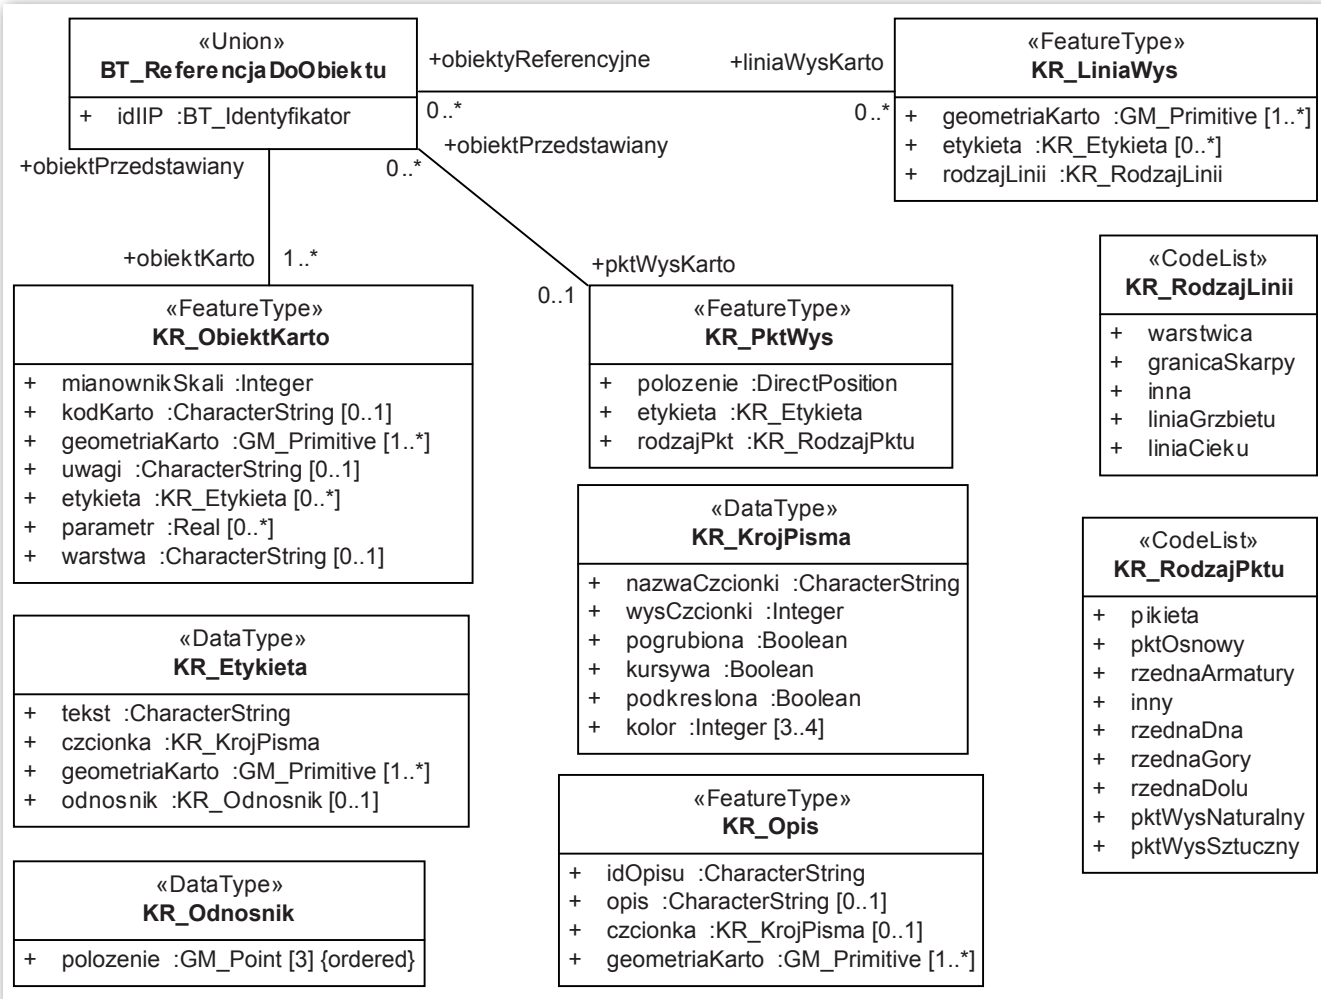 «Union»
BT_ReferencjaDoObiektu
+ idIIP :BT_Identyfikator
+obiektyReferencyjne
+liniaWysKarto
0..*
0..*
«FeatureType»
KR_LiniaWys
+ geometriaKarto :GM_Primitive [1..*]
+ etykieta :KR_Etykieta [0..*]
+ rodzajLinii :KR_RodzajLinii
+obiektPrzedstawiany
0..*
+obiektPrzedstawiany
+obiektKarto
1..*
+pktWysKarto
0..1
«FeatureType»
KR_ObiektKarto
+ mianownikSkali :Integer
+ kodKarto :CharacterString [0..1]
+ geometriaKarto :GM_Primitive [1..*]
+ uwagi :CharacterString [0..1]
+ etykieta :KR_Etykieta [0..*]
+ parametr :Real [0..*]
+ warstwa :CharacterString [0..1]
«FeatureType»
KR_PktWys
+ polozenie :DirectPosition
+ etykieta :KR_Etykieta
+ rodzajPkt :KR_RodzajPktu
«CodeList»
KR_RodzajLinii
+ warstwica
+ granicaSkarpy
+ inna
+ liniaGrzbietu
+ liniaCieku
«DataType»
KR_KrojPisma
+ nazwaCzcionki :CharacterString
+ wysCzcionki :Integer
+ pogrubiona :Boolean
+ kursywa :Boolean
+ podkreslona :Boolean
+ kolor :Integer [3..4]
«CodeList»
KR_RodzajPktu
+ pikieta
+ pktOsnowy
+ rzednaArmatury
+ inny
+ rzednaDna
+ rzednaGory
+ rzednaDolu
+ pktWysNaturalny
+ pktWysSztuczny
«DataType»
KR_Etykieta
+ tekst :CharacterString
+ czcionka :KR_KrojPisma
+ geometriaKarto :GM_Primitive [1..*]
+ odnosnik :KR_Odnosnik [0..1]
«FeatureType»
KR_Opis
+ idOpisu :CharacterString
+ opis :CharacterString [0..1]
+ czcionka :KR_KrojPisma [0..1]
+ geometriaKarto :GM_Primitive [1..*]
«DataType»
KR_Odnosnik
+ polozenie :GM_Point [3] {ordered}